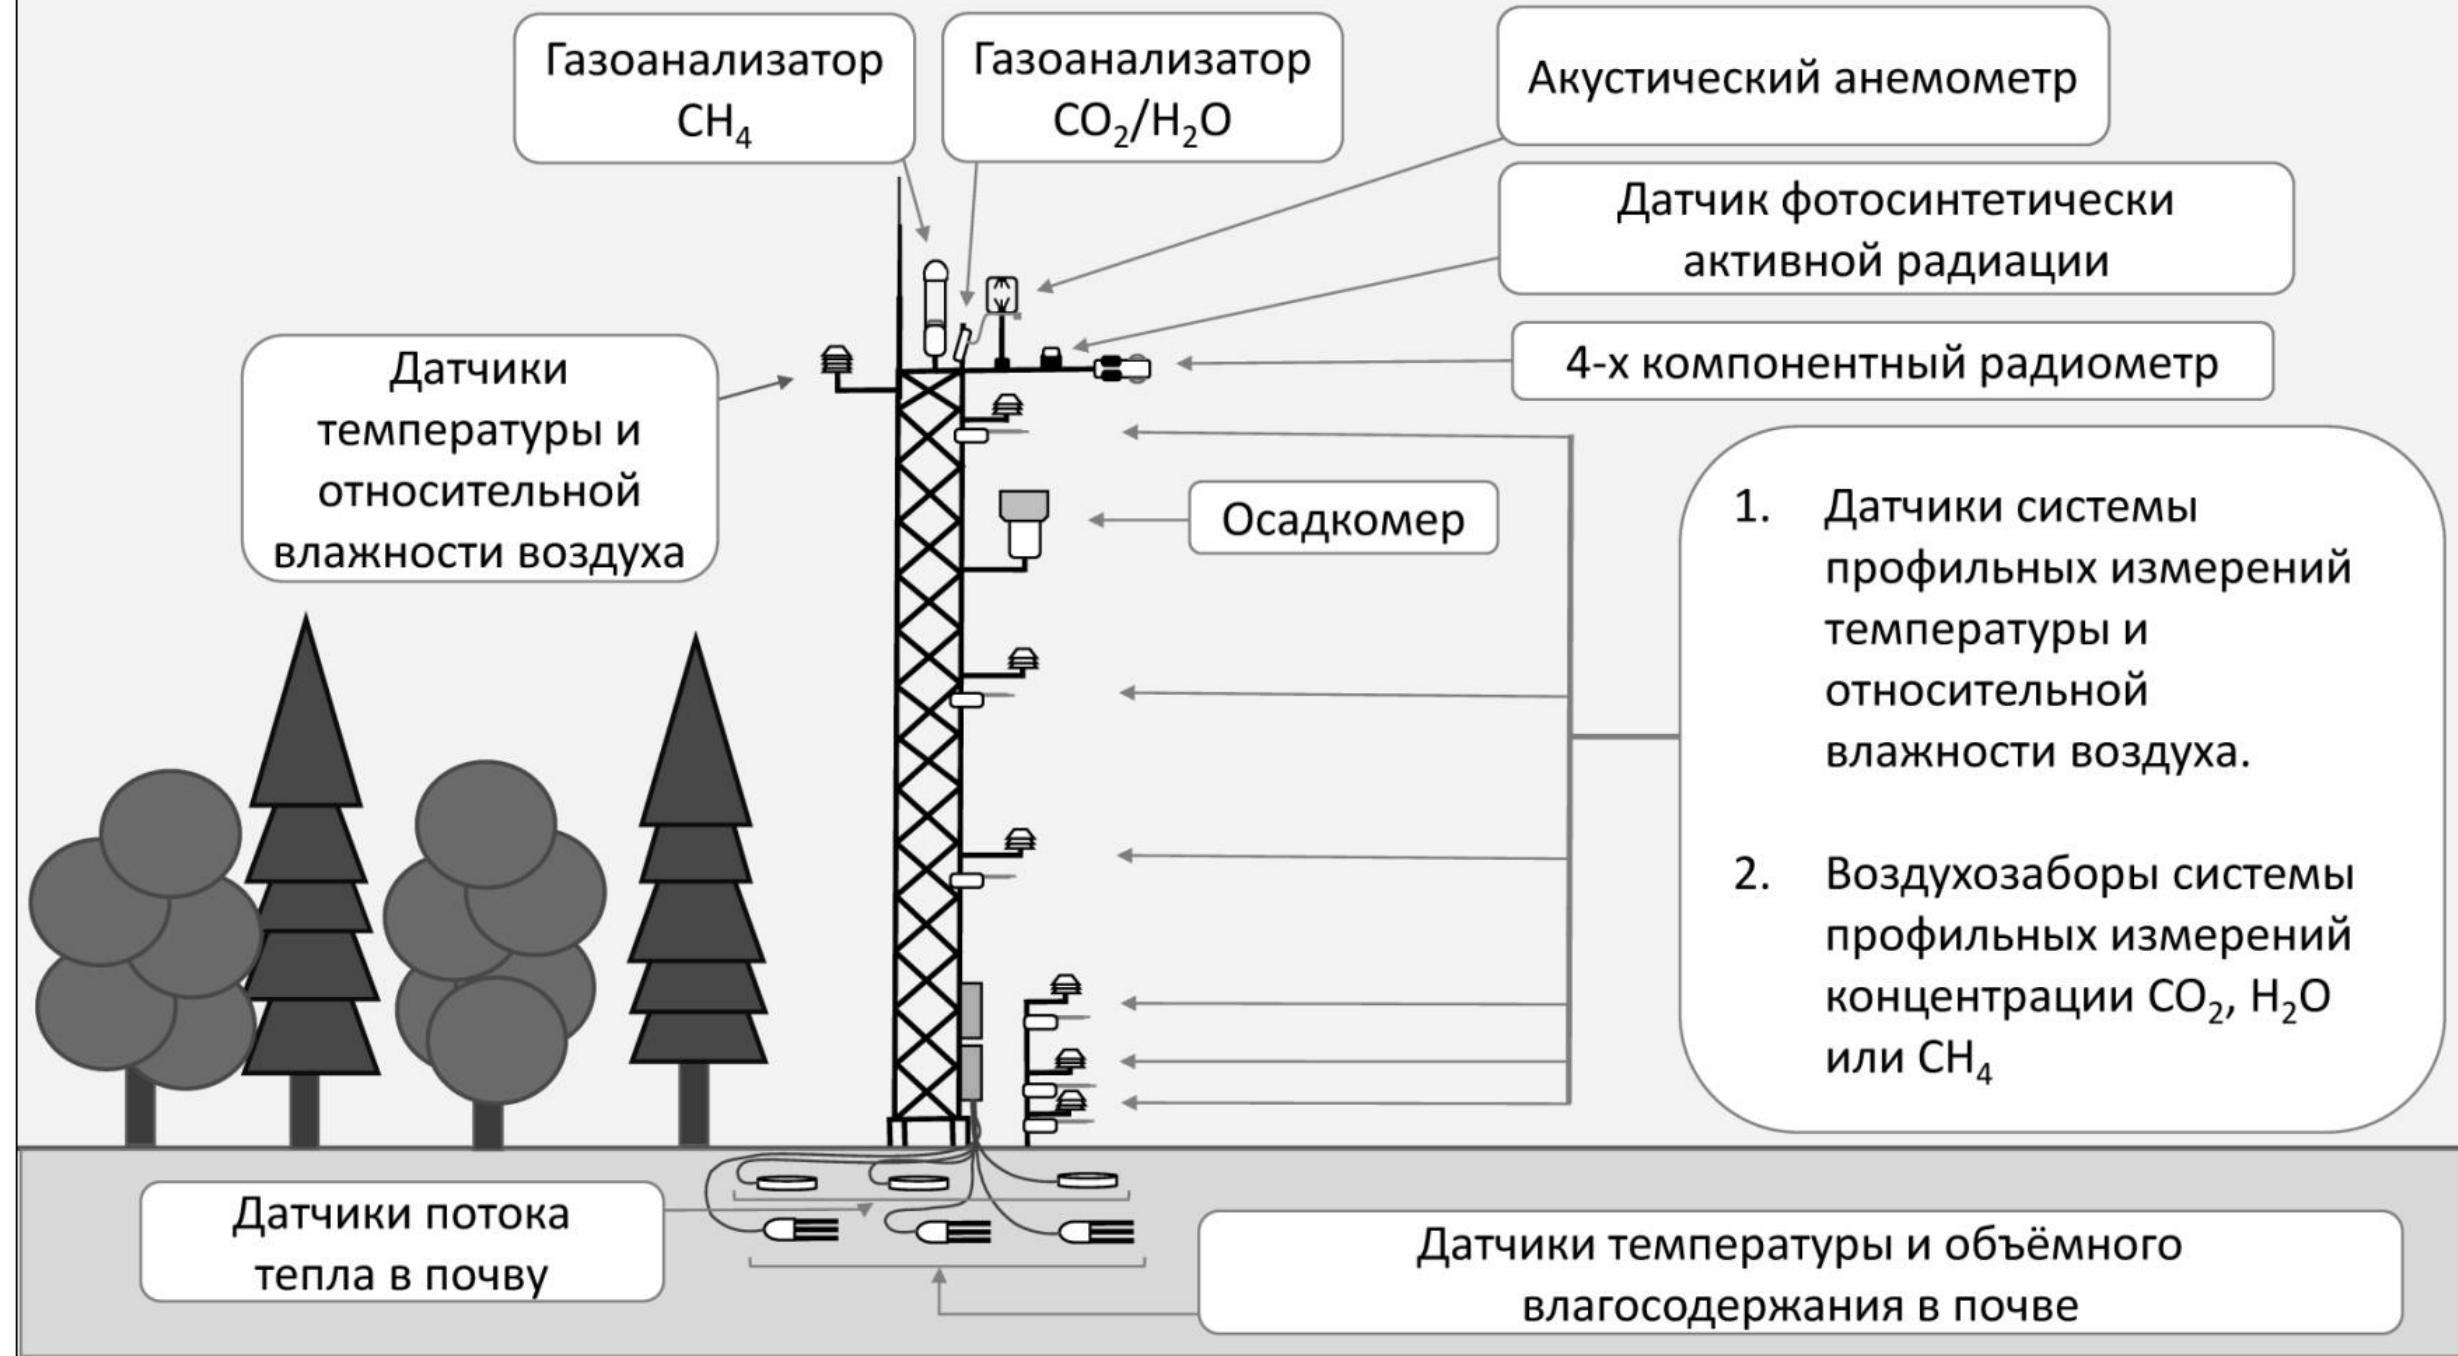 Газоанализатор
CH₄
Газоанализатор
CO₂/H₂O
Акустический анемометр
Датчик фотосинтетически
активной радиации
4-х компонентный радиометр
Датчики
температуры и
относительной
влажности воздуха
Осадкомер
1. Датчики системы
профильных измерений
температуры и
относительной
влажности воздуха.
2. Воздухозаборы системы
профильных измерений
концентрации CO₂, H₂O
или CH₄
Датчики потока
тепла в почву
Датчики температуры и объёмного
влагосодержания в почве